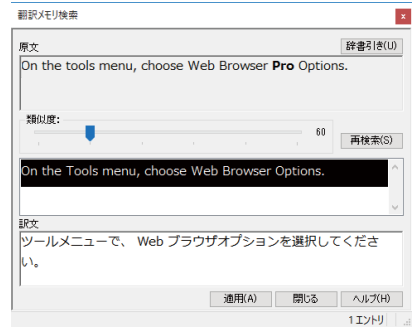 翻訳メモリ検索
x
原文
辞書引き(U)
On the tools menu, choose Web Browser Pro Options.
類似度:
60
再検索(S)
On the Tools menu, choose Web Browser Options.
訳文
ツールメニューで、 Web ブラウザオプションを選択してくださ
い。
適用(A) 閉じる ヘルプ(H)
1 エントリ